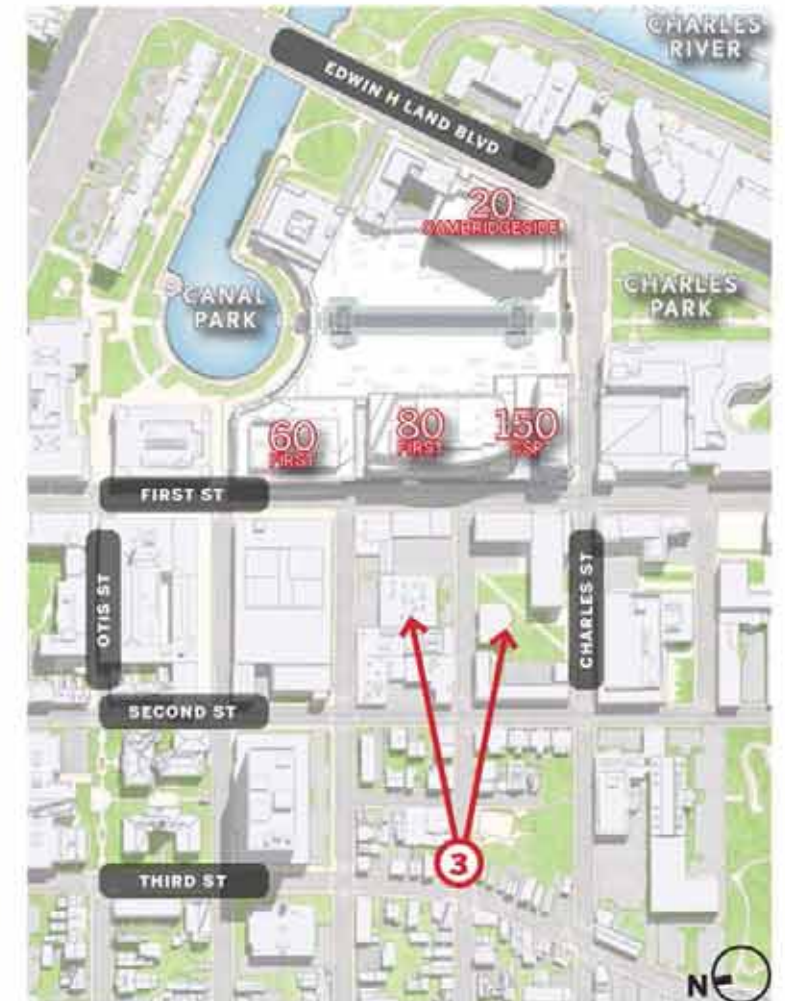 CHARLES
RIVER
EDWIN H LAND BLVD
20
CAMBRIDGESIDE
CANAL
PARK
CHARLES
PARK
60
FIRST
80
FIRST
150
CSP
FIRST ST
OTIS ST
CHARLES ST
SECOND ST
3
THIRD ST
N